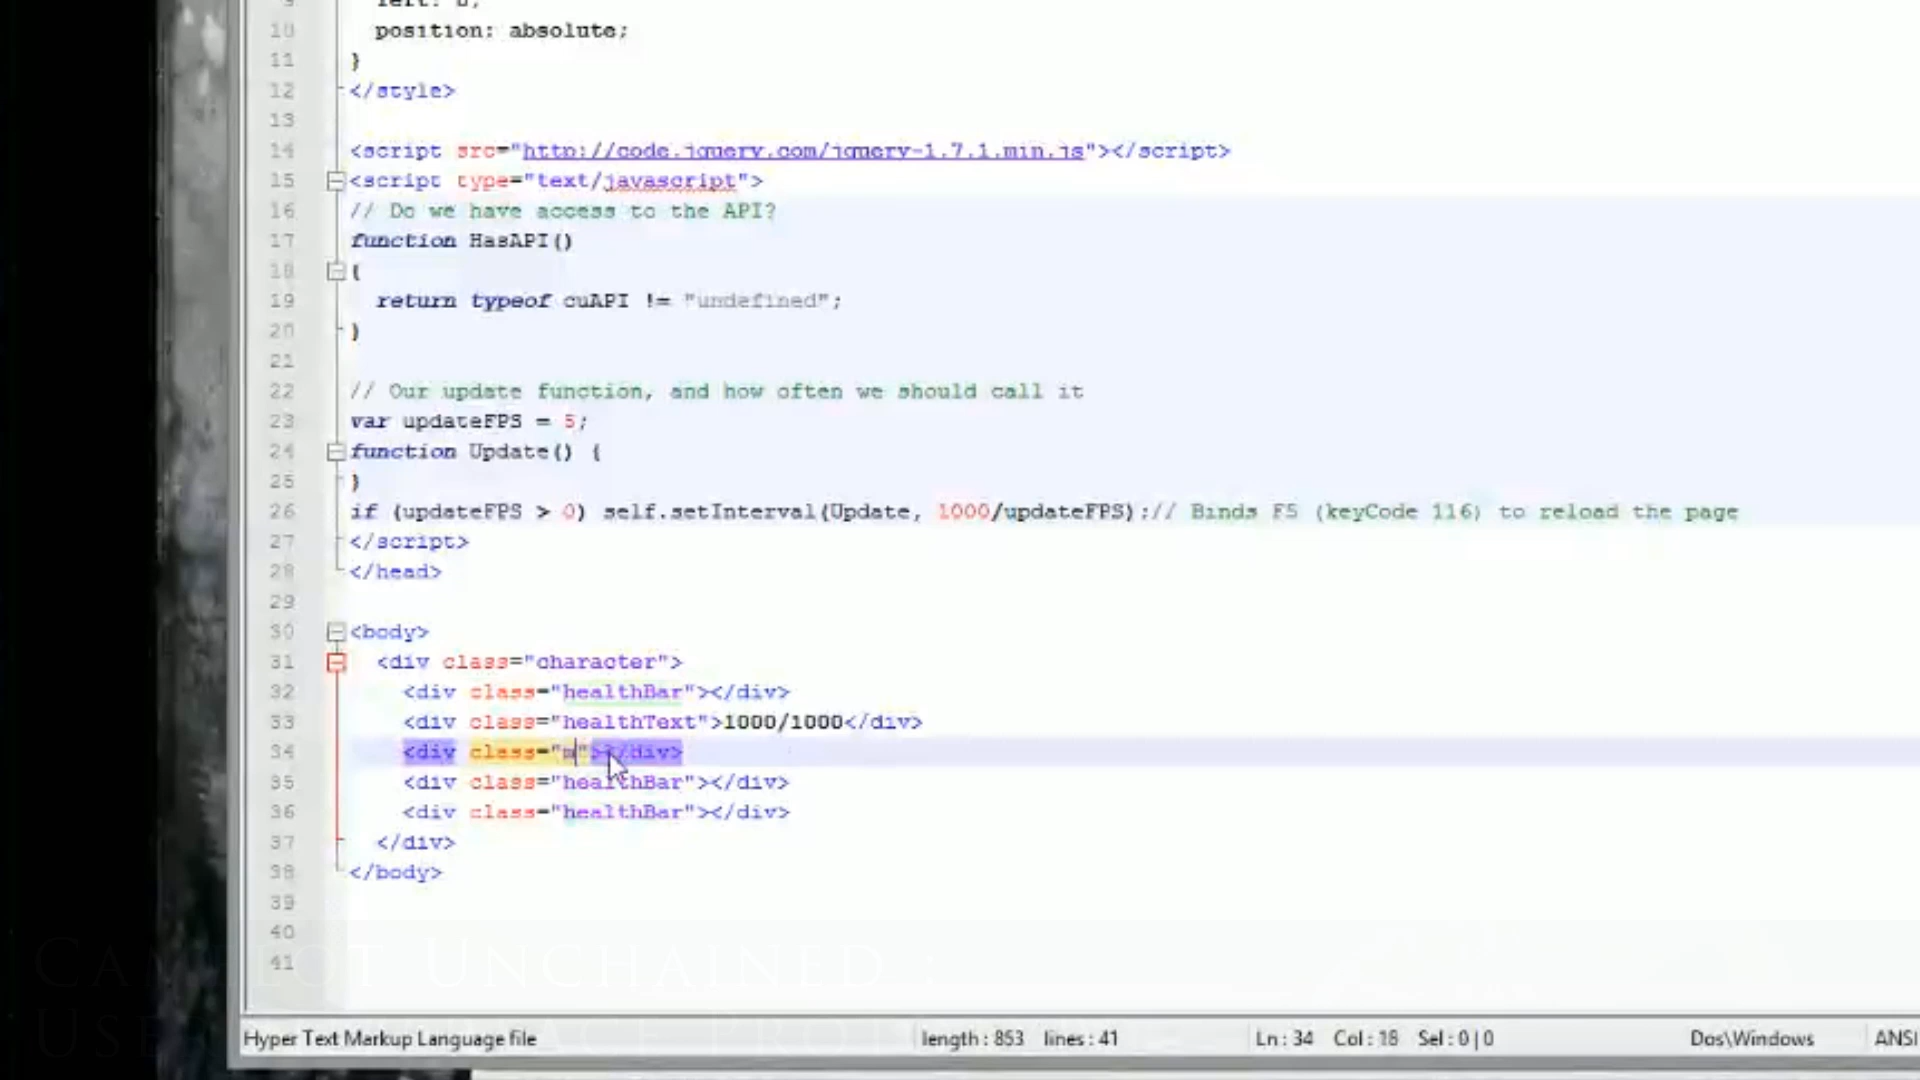 9 left: 0;
10 position: absolute;
11 }
12 </style>
13
14 <script src="http://code.jquery.com/jquery-1.7.1.min.js"></script>
15 <script type="text/javascript">
16 // Do we have access to the API?
17 function HasAPI()
18 {
19 return typeof cuAPI != "undefined";
20 }
21
22 // Our update function, and how often we should call it
23 var updateFPS = 5;
24 function Update() {
25 }
26 if (updateFPS > 0) self.setInterval(Update, 1000/updateFPS);// Binds F5 (keyCode 116) to reload the page
27 </script>
28 </head>
29
30 <body>
31 <div class="character">
32 <div class="healthBar"></div>
33 <div class="healthText">1000/1000</div>
34 <div class="m"></div>
35 <div class="healthBar"></div>
36 <div class="healthBar"></div>
37 </div>
38 </body>
39
40
41
Unchained :
Hyper Text Markup Language file length : 853 lines : 41 Ln : 34 Col : 18 Sel : 0 | 0 Dos\Windows ANSI